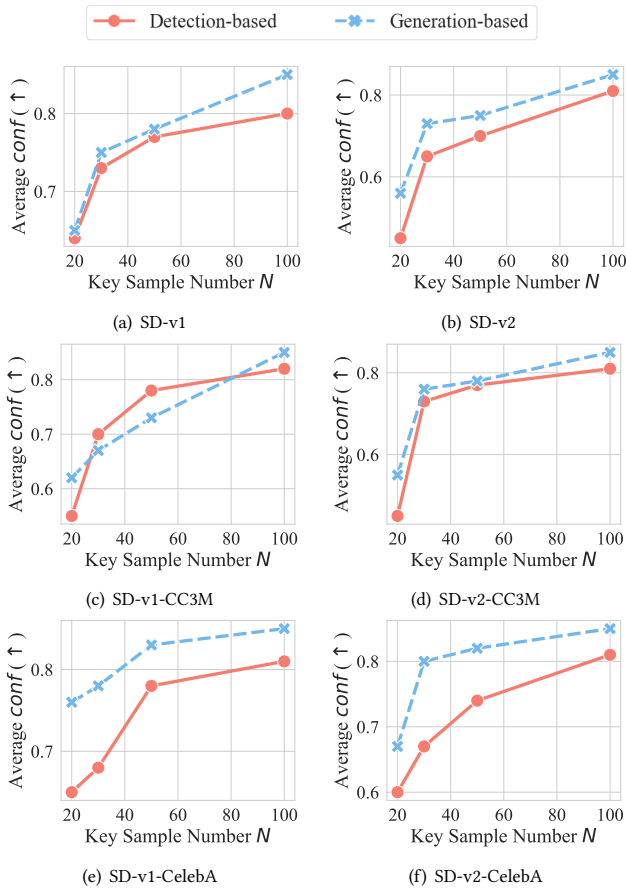 Detection-based Generation-based
Average conf (↑)
0.8
0.7
20 40 60 80 100
Key Sample Number N
(a) SD-v1
Average conf (↑)
0.8
0.6
20 40 60 80 100
Key Sample Number N
(b) SD-v2
Average conf (↑)
0.8
0.7
0.6
20 40 60 80 100
Key Sample Number N
(c) SD-v1-CC3M
Average conf (↑)
0.8
0.6
20 40 60 80 100
Key Sample Number N
(d) SD-v2-CC3M
Average conf (↑)
0.8
0.7
20 40 60 80 100
Key Sample Number N
(e) SD-v1-CelebA
Average conf (↑)
0.8
0.7
0.6
20 40 60 80 100
Key Sample Number N
(f) SD-v2-CelebA